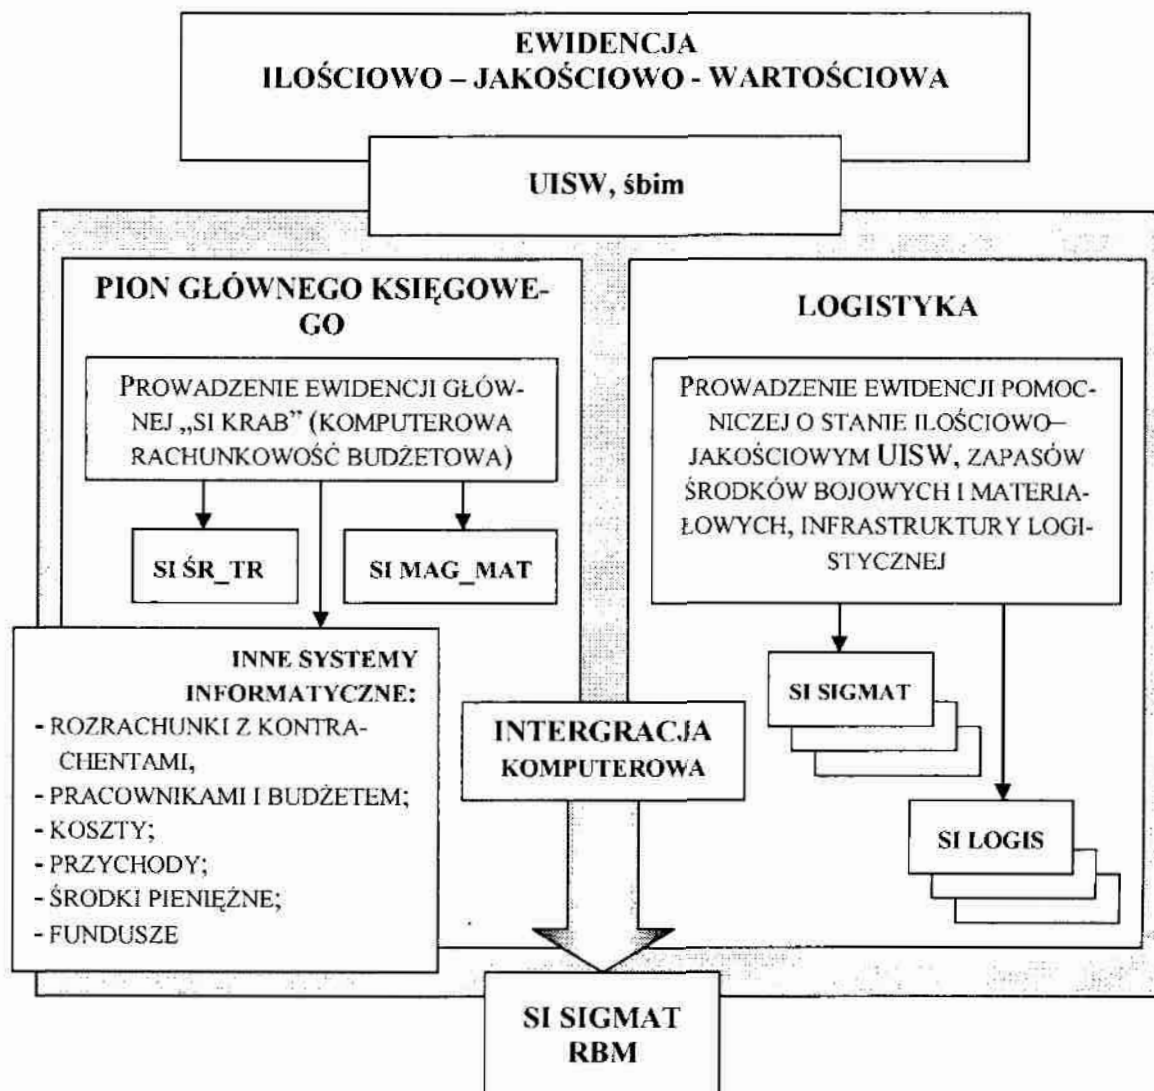 EWIDENCJA
ILOŚCIOWO – JAKOŚCIOWO - WARTOŚCIOWA
UISW, śbim
PION GŁÓWNEGO KSIĘGOWE-
GO
PROWADZENIE EWIDENCJI GŁÓW-
NEJ „SI KRAB” (KOMPUTEROWA
RACHUNKOWOŚĆ BUDŻETOWA)
SI ŚR_TR
SI MAG_MAT
INNE SYSTEMY
INFORMATYCZNE:
- ROZRACHUNKI Z KONTRA-
CHENTAMI,
- PRACOWNIKAMI I BUDŻETEM;
- KOSZTY;
- PRZYCHODY;
- ŚRODKI PIENIĘŻNE;
- FUNDUSZE
LOGISTYKA
PROWADZENIE EWIDENCJI POMOC-
NICZEJ O STANIE ILOŚCIOWO–
JAKOŚCIOWYM UISW, ZAPASÓW
ŚRODKÓW BOJOWYCH I MATERIA-
ŁOWYCH, INFRASTRUKTURY LOGI-
STYCZNEJ
SI SIGMAT
SI LOGIS
INTERGRACJA
KOMPUTEROWA
SI SIGMAT
RBM